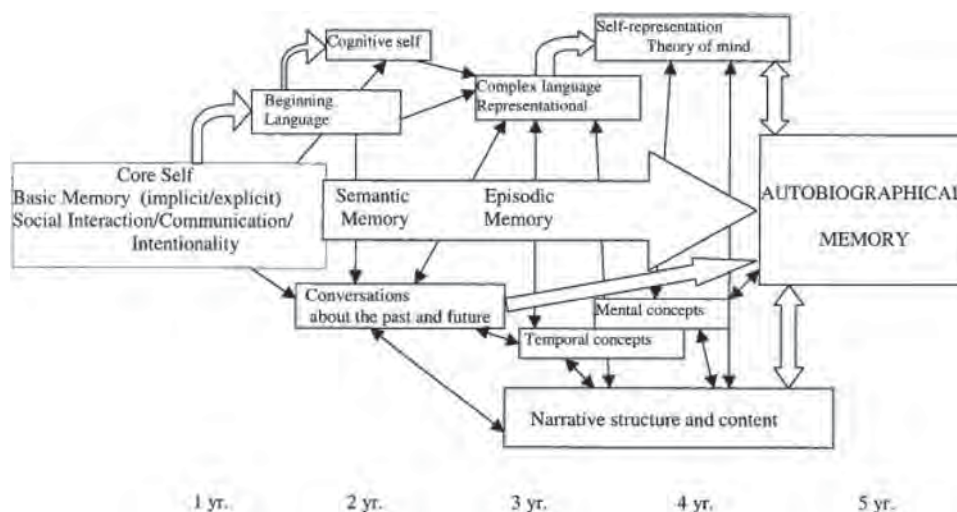 Self-representation
Theory of mind
Cognitive self
Complex language
Representational
Beginning
Language
Core Self
Basic Memory (implicit/explicit)
Social Interaction/Communication/
Intentionality
Semantic
Memory
Episodic
Memory
AUTOBIOGRAPHICAL
MEMORY
Conversations
about the past and future
Mental concepts
Temporal concepts
Narrative structure and content
1 yr. 2 yr. 3 yr. 4 yr. 5 yr.